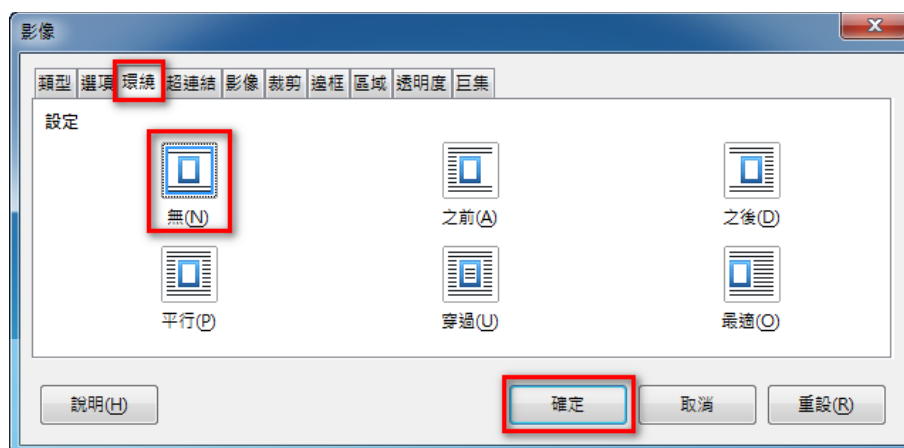 影像
類型 選項 環繞 超連結 影像 裁剪 邊框 區域 透明度 巨集
設定
無(N) 之前(A) 之後(D)
平行(P) 穿過(U) 最適(O)
說明(H) 確定 取消 重設(R)